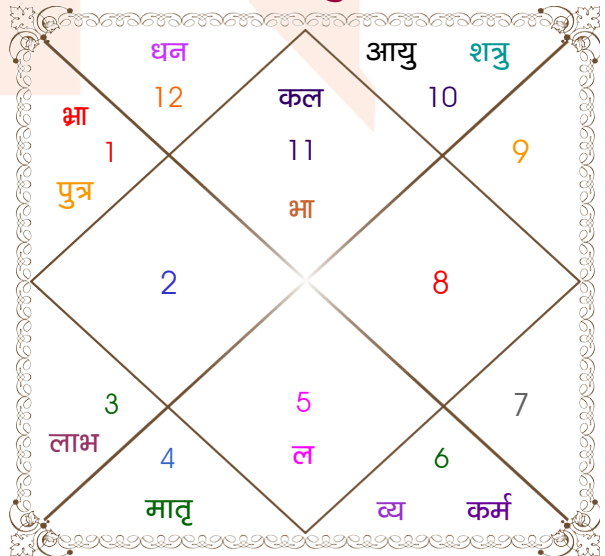 धन आयु शत्रु
12 कल 10
भ्रा
1 11 9
पुत्र
भा
2 8
3 5 7
लाभ ल
4 6
मातृ व्य कर्म